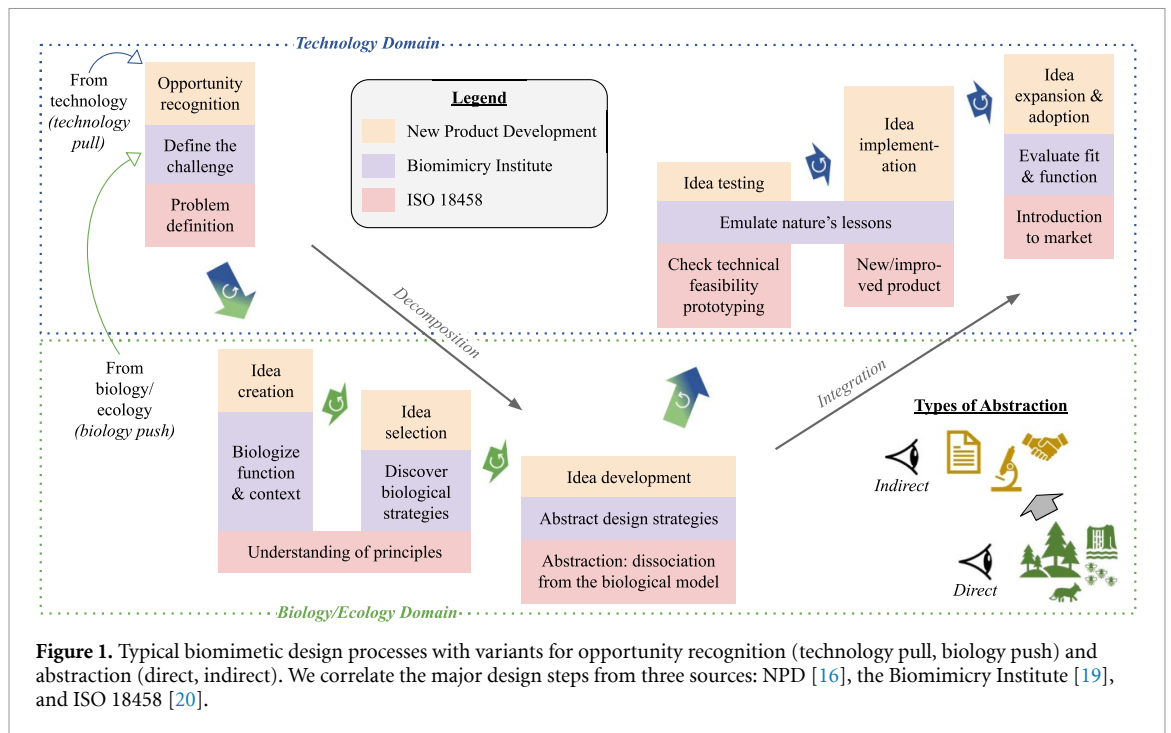 Technology Domain
From
technology
(technology
pull)
Opportunity
recognition
Define the
challenge
Problem
definition
Legend
New Product Development
Biomimicry Institute
ISO 18458
Idea testing
Idea
implement-
ation
Emulate nature's lessons
Check technical
feasibility
prototyping
New/impro-
ved product
Idea
expansion &
adoption
Evaluate fit
& function
Introduction
to market
Decomposition
Integration
From
biology/
ecology
(biology push)
Idea
creation
Biologize
function
& context
Idea
selection
Discover
biological
strategies
Understanding of principles
Idea development
Abstract design strategies
Abstraction: dissociation
from the biological model
Types of Abstraction
Indirect
Direct
Biology/Ecology Domain
Figure 1. Typical biomimetic design processes with variants for opportunity recognition (technology pull, biology push) and
abstraction (direct, indirect). We correlate the major design steps from three sources: NPD [16], the Biomimicry Institute [19],
and ISO 18458 [20].